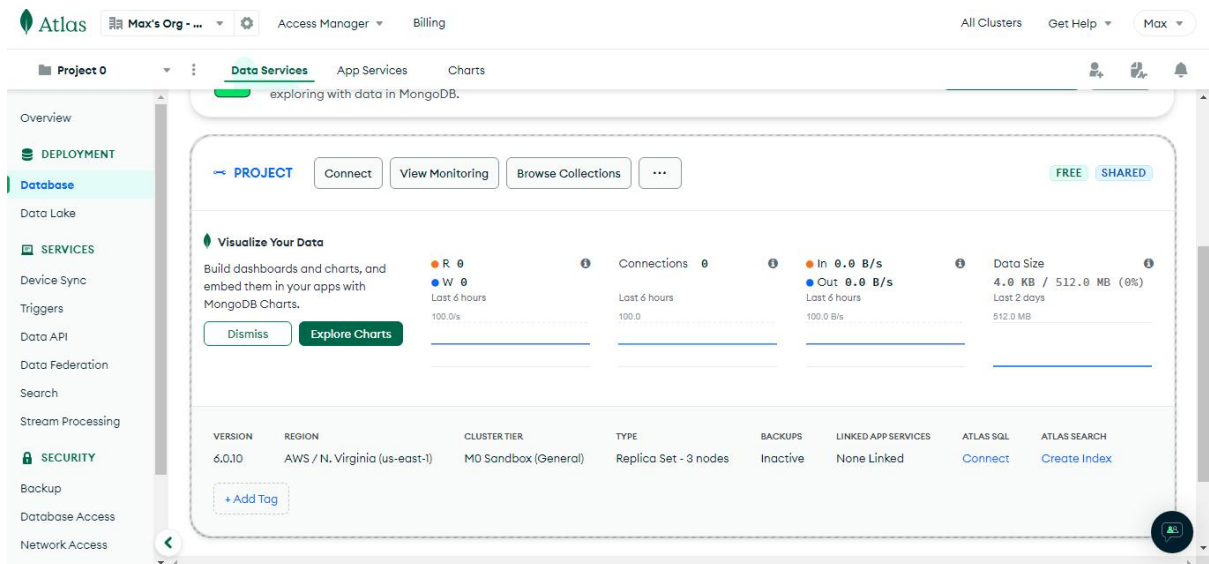 Atlas
Max's Org - ...
Access Manager
Billing
All Clusters
Get Help
Max
Project 0
Data Services
App Services
Charts
Overview
DEPLOYMENT
Database
Data Lake
SERVICES
Device Sync
Triggers
Data API
Data Federation
Search
Stream Processing
SECURITY
Backup
Database Access
Network Access
exploring with data in MongoDB.
PROJECT
Connect
View Monitoring
Browse Collections
...
FREE
SHARED
Visualize Your Data
Build dashboards and charts, and
embed them in your apps with
MongoDB Charts.
Dismiss
Explore Charts
R 0
W 0
Last 6 hours
100.0/s
Connections 0
Last 6 hours
100.0
In 0.0 B/s
Out 0.0 B/s
Last 6 hours
100.0 B/s
Data Size
4.0 KB / 512.0 MB (0%)
Last 2 days
512.0 MB
VERSION
6.0.10
REGION
AWS / N. Virginia (us-east-1)
CLUSTER TIER
M0 Sandbox (General)
TYPE
Replica Set - 3 nodes
BACKUPS
Inactive
LINKED APP SERVICES
None Linked
ATLAS SQL
Connect
ATLAS SEARCH
Create Index
+ Add Tag